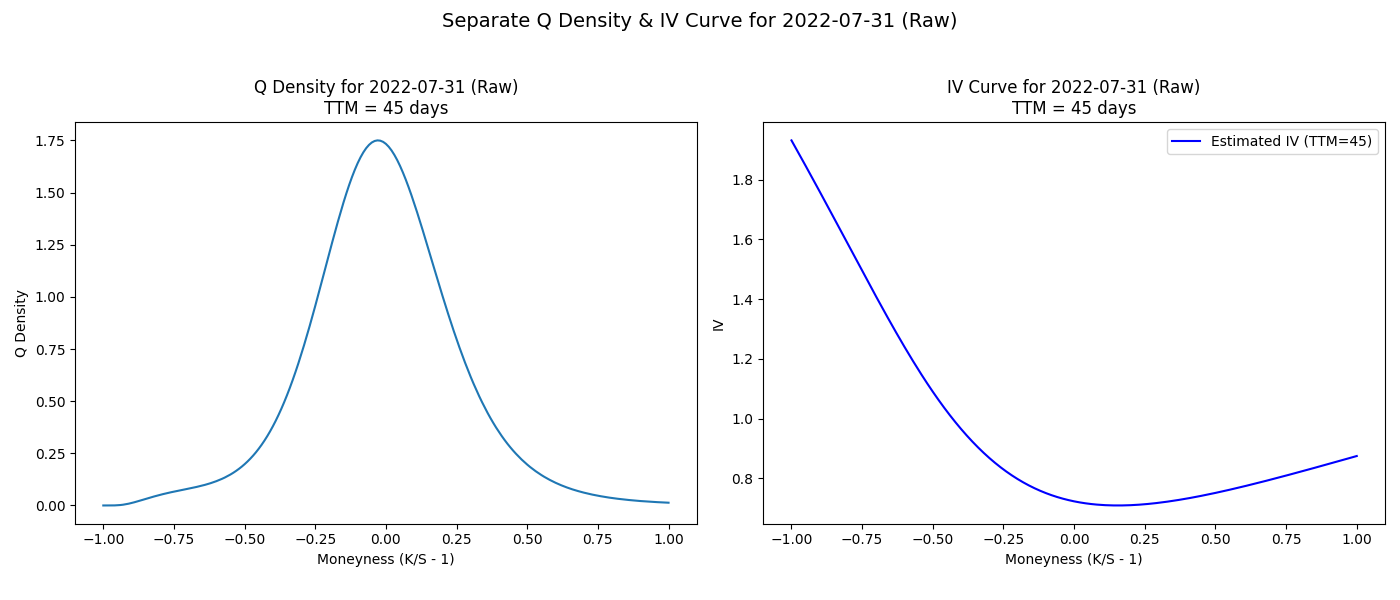 Separate Q Density & IV Curve for 2022-07-31 (Raw)
Q Density for 2022-07-31 (Raw)
TTM = 45 days
1.75
1.50
1.25
1.00
0.75
0.50
0.25
0.00
Q Density
−1.00 −0.75 −0.50 −0.25 0.00 0.25 0.50 0.75 1.00
Moneyness (K/S - 1)
IV Curve for 2022-07-31 (Raw)
TTM = 45 days
Estimated IV (TTM=45)
1.8
1.6
1.4
1.2
1.0
0.8
IV
−1.00 −0.75 −0.50 −0.25 0.00 0.25 0.50 0.75 1.00
Moneyness (K/S - 1)